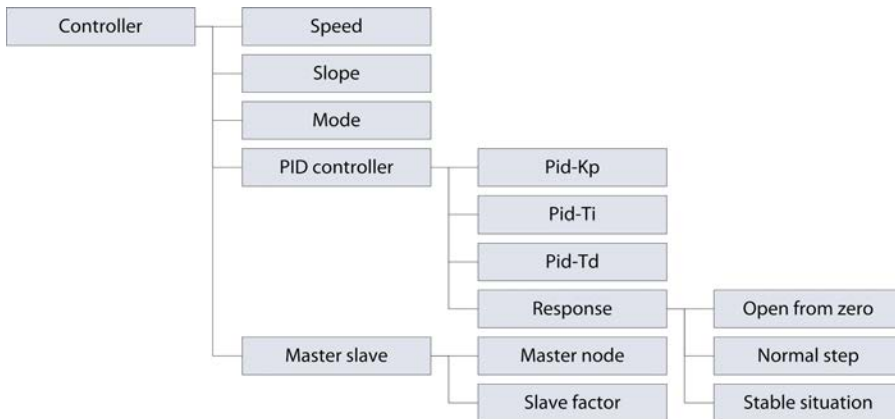 Controller
Speed
Slope
Mode
PID controller
Pid-Kp
Pid-Ti
Pid-Td
Response
Open from zero
Normal step
Stable situation
Master slave
Master node
Slave factor